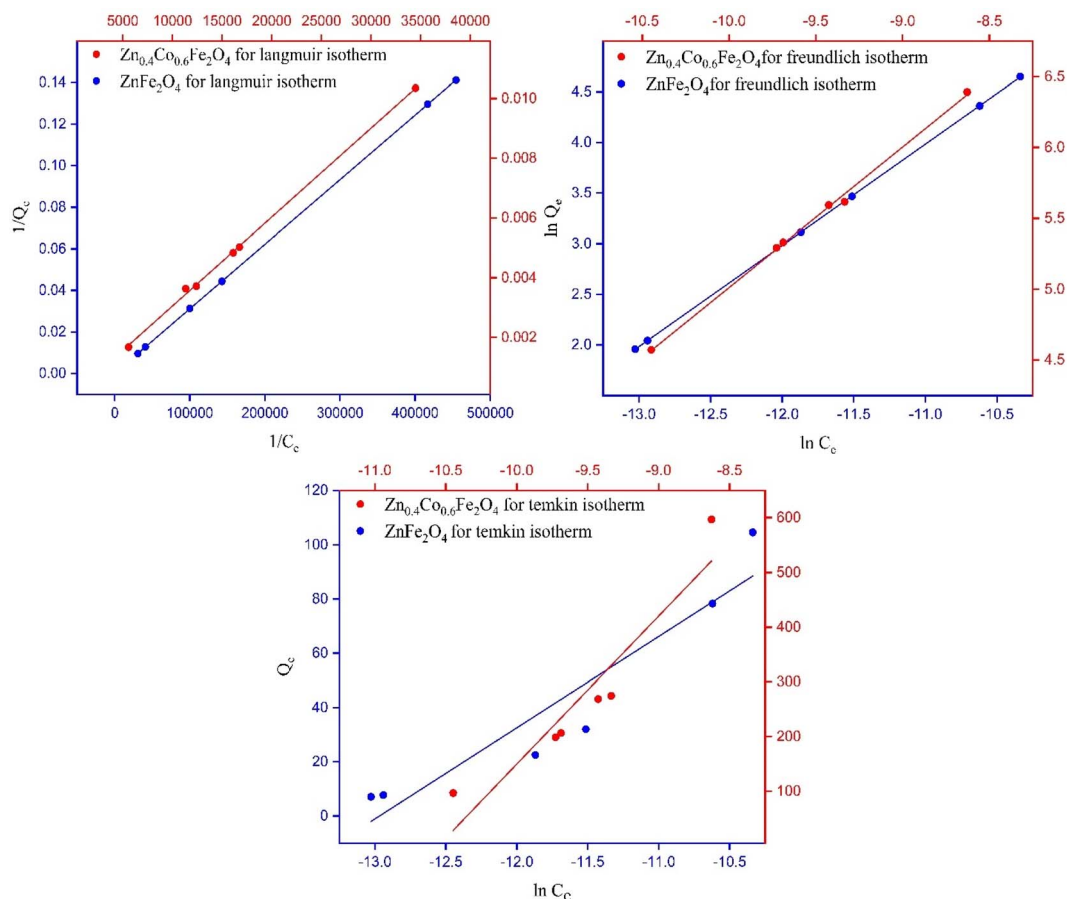 5000 10000 15000 20000 25000 30000 35000 40000
Zn0.4Co0.6Fe2O4 for langmuir isotherm
ZnFe2O4 for langmuir isotherm
0.14
0.12
0.10
0.08
0.06
0.04
0.02
0.00
1/Qe
0.010
0.008
0.006
0.004
0.002
0 100000 200000 300000 400000 500000
1/Ce
-10.5 -10.0 -9.5 -9.0 -8.5
Zn0.4Co0.6Fe2O4for freundlich isotherm
ZnFe2O4for freundlich isotherm
4.5
4.0
3.5
3.0
2.5
2.0
ln Qe
6.5
6.0
5.5
5.0
4.5
-13.0 -12.5 -12.0 -11.5 -11.0 -10.5
ln Ce
-11.0 -10.5 -10.0 -9.5 -9.0 -8.5
Zn0.4Co0.6Fe2O4 for temkin isotherm
ZnFe2O4 for temkin isotherm
120
100
80
60
40
20
0
Qe
600
500
400
300
200
100
-13.0 -12.5 -12.0 -11.5 -11.0 -10.5
ln Ce